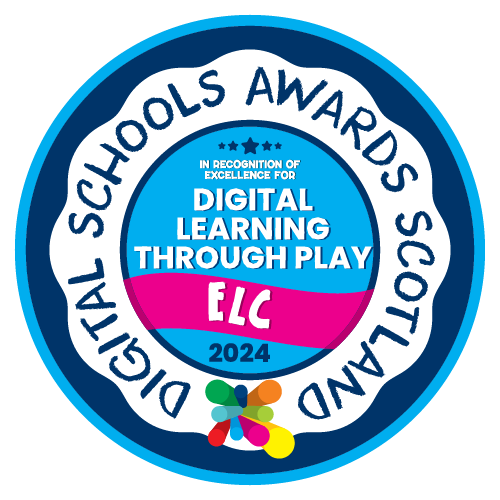 DIGITAL SCHOOLS AWARDS SCOTLAND
IN RECOGNITION OF
EXCELLENCE FOR
DIGITAL
LEARNING
THROUGH PLAY
ELC
2024